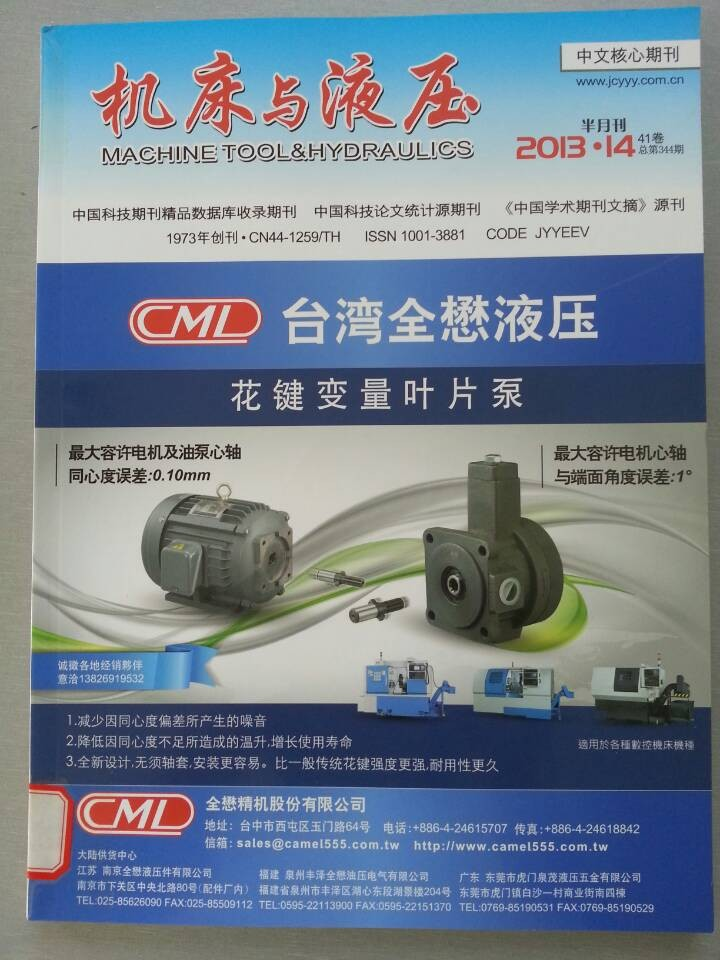 中文核心期刊
www.jcyyy.com.cn
机床与液压
MACHINE TOOL&HYDRAULICS
半月刊
2013·14 41卷 总第344期
中国科技期刊精品数据库收录期刊 中国科技论文统计源期刊 《中国学术期刊文摘》源刊
1973年创刊·CN44-1259/TH ISSN 1001-3881 CODE JYYEEV
CML 台湾全懋液压
花键变量叶片泵
最大容许电机及油泵心轴
同心度误差:0.10mm
最大容许电机心轴
与端面角度误差:1°
诚徵各地经销夥伴
意洽13826919532
1.减少因同心度偏差所产生的噪音
2.降低因同心度不足所造成的温升,增长使用寿命
3.全新设计,无须轴套,安装更容易。比一般传统花键强度更强,耐用性更久
適用於各種數控機床機種
CML 全懋精机股份有限公司
地址: 台中市西屯区玉门路64号 电话:+886-4-24615707 传真:+886-4-24618842
信箱: sales@camel555.com.tw http://www.camel555.com.tw
大陆供货中心
江苏 南京全懋液压件有限公司
南京市下关区中央北路80号(配件厂内)
TEL:025-85626090 FAX:025-85509112
福建 泉州丰泽全懋油压电气有限公司
福建省泉州市丰泽区湖心东段湖景楼204号
TEL:0595-22113900 FAX:0595-22151370
广东 东莞市虎门泉茂液压五金有限公司
东莞市虎门镇白沙一村商业街南四棟
TEL:0769-85190531 FAX:0769-85190529